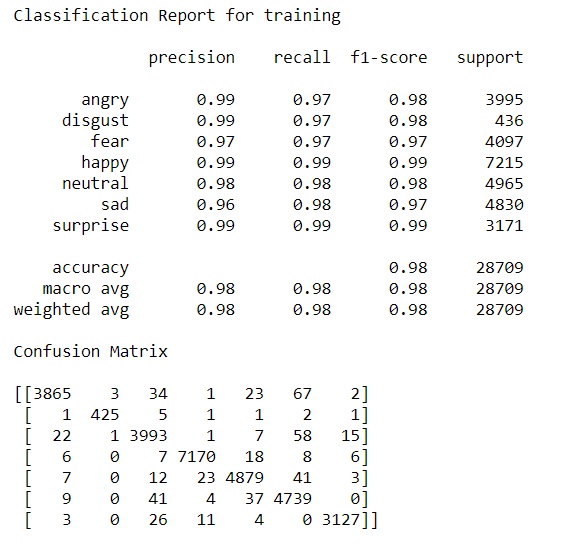 Classification Report for training
precision recall f1-score support
angry 0.99 0.97 0.98 3995
disgust 0.99 0.97 0.98 436
fear 0.97 0.97 0.97 4097
happy 0.99 0.99 0.99 7215
neutral 0.98 0.98 0.98 4965
sad 0.96 0.98 0.97 4830
surprise 0.99 0.99 0.99 3171
accuracy 0.98 28709
macro avg 0.98 0.98 0.98 28709
weighted avg 0.98 0.98 0.98 28709
Confusion Matrix
[[3865 3 34 1 23 67 2]
[ 1 425 5 1 1 2 1]
[ 22 1 3993 1 7 58 15]
[ 6 0 7 7170 18 8 6]
[ 7 0 12 23 4879 41 3]
[ 9 0 41 4 37 4739 0]
[ 3 0 26 11 4 0 3127]]